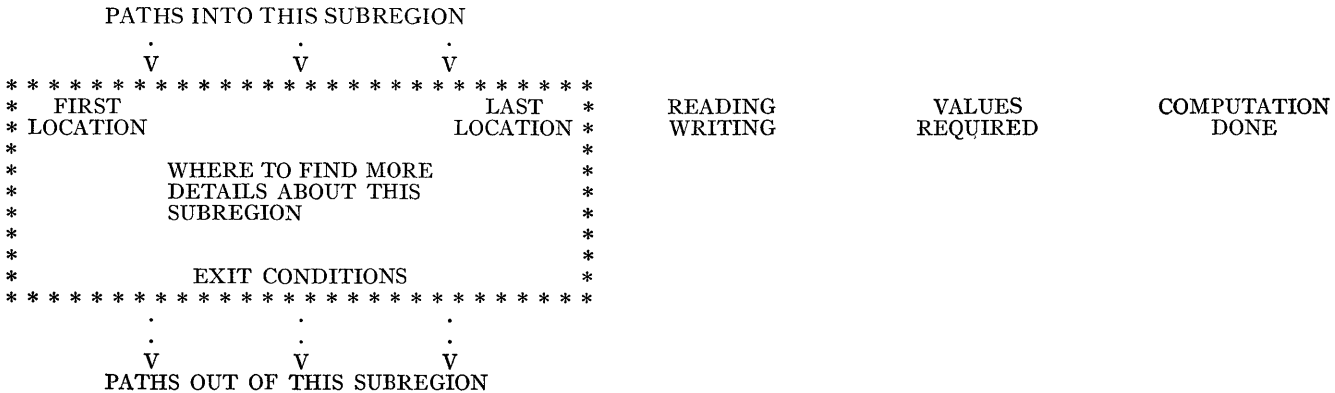 PATHS INTO THIS SUBREGION
. . .
V V V
* * * * * * * * * * * * * * * * * * * * * * * * * * * *
* FIRST LAST * READING VALUES COMPUTATION
* LOCATION LOCATION * WRITING REQUIRED DONE
* *
* WHERE TO FIND MORE *
* DETAILS ABOUT THIS *
* SUBREGION *
* *
* *
* EXIT CONDITIONS *
* * * * * * * * * * * * * * * * * * * * * * * * * * * *
. . .
. . .
V V V
PATHS OUT OF THIS SUBREGION